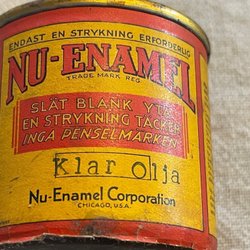 ENDAST EN STRYKNING ERFORDERLIG
NU-ENAMEL
TRADE MARK REG.
SLÄT BLANK YTA
EN STRYKNING TÄCKER
INGA PENSELMÄRKEN
Klar Olja
Nu-Enamel Corporation
CHICAGO, U.S.A.